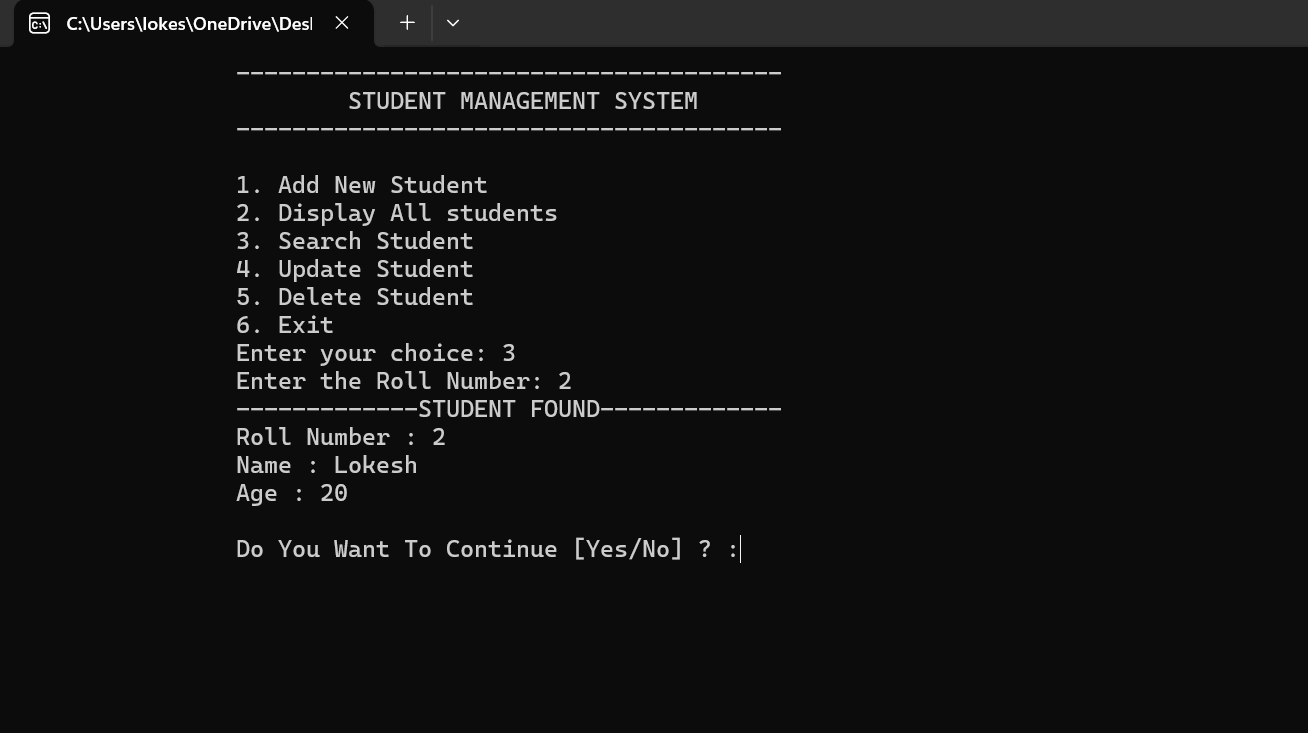 C:\Users\lokes\OneDrive\Des
---------------------------------------
STUDENT MANAGEMENT SYSTEM
---------------------------------------
1. Add New Student
2. Display All students
3. Search Student
4. Update Student
5. Delete Student
6. Exit
Enter your choice: 3
Enter the Roll Number: 2
-------------STUDENT FOUND-------------
Roll Number : 2
Name : Lokesh
Age : 20
Do You Want To Continue [Yes/No] ? :